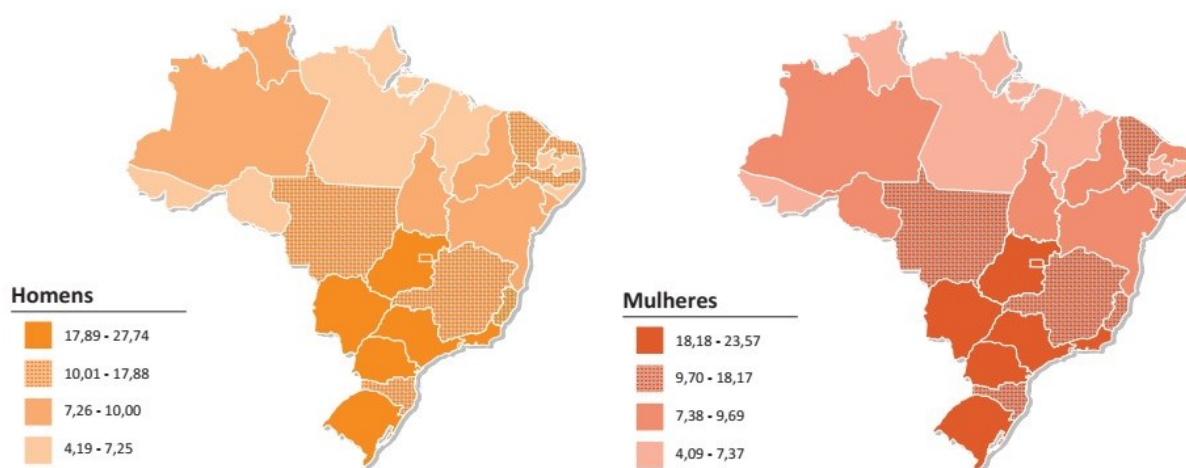 Homens
17,89 - 27,74
10,01 - 17,88
7,26 - 10,00
4,19 - 7,25
Mulheres
18,18 - 23,57
9,70 - 18,17
7,38 - 9,69
4,09 - 7,37